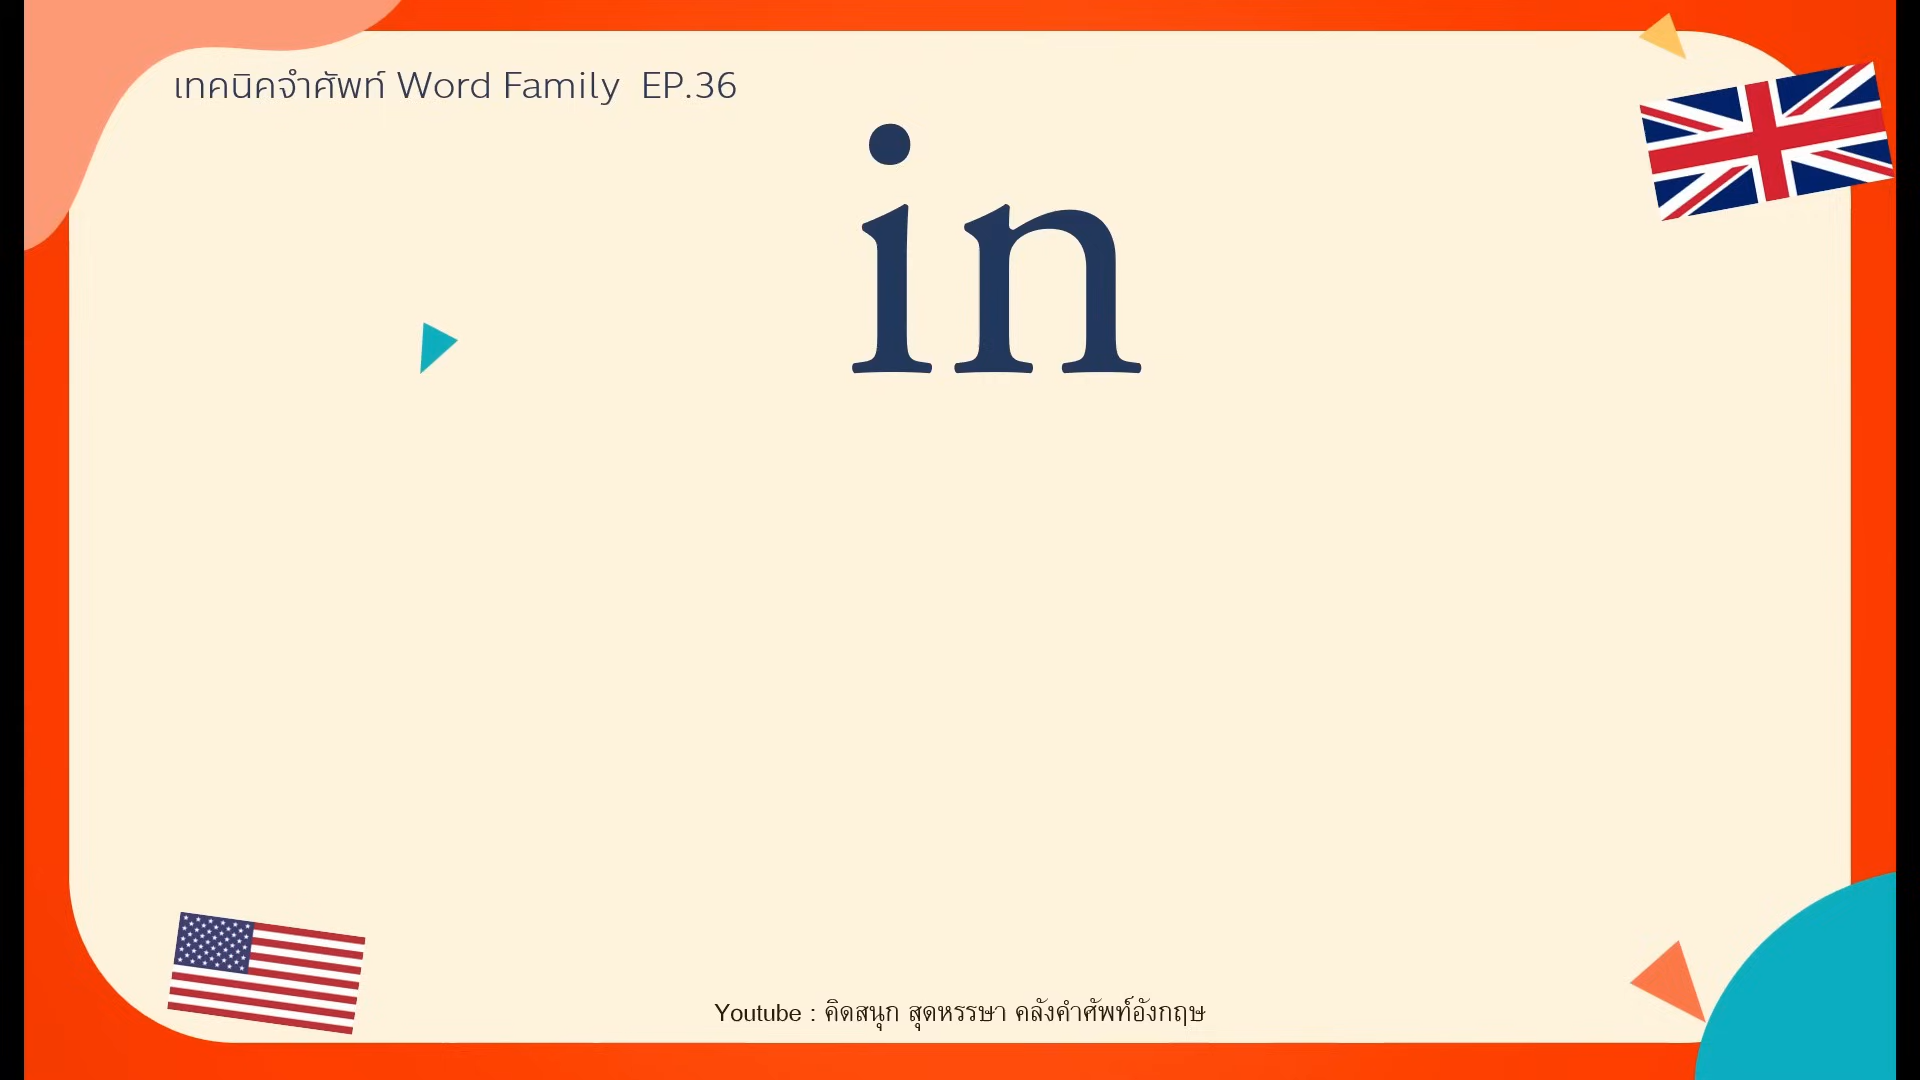 เทคนิคจำศัพท์ Word Family EP.36
in
Youtube : คิดสนุก สุดหรรษา คลังคำศัพท์อังกฤษ